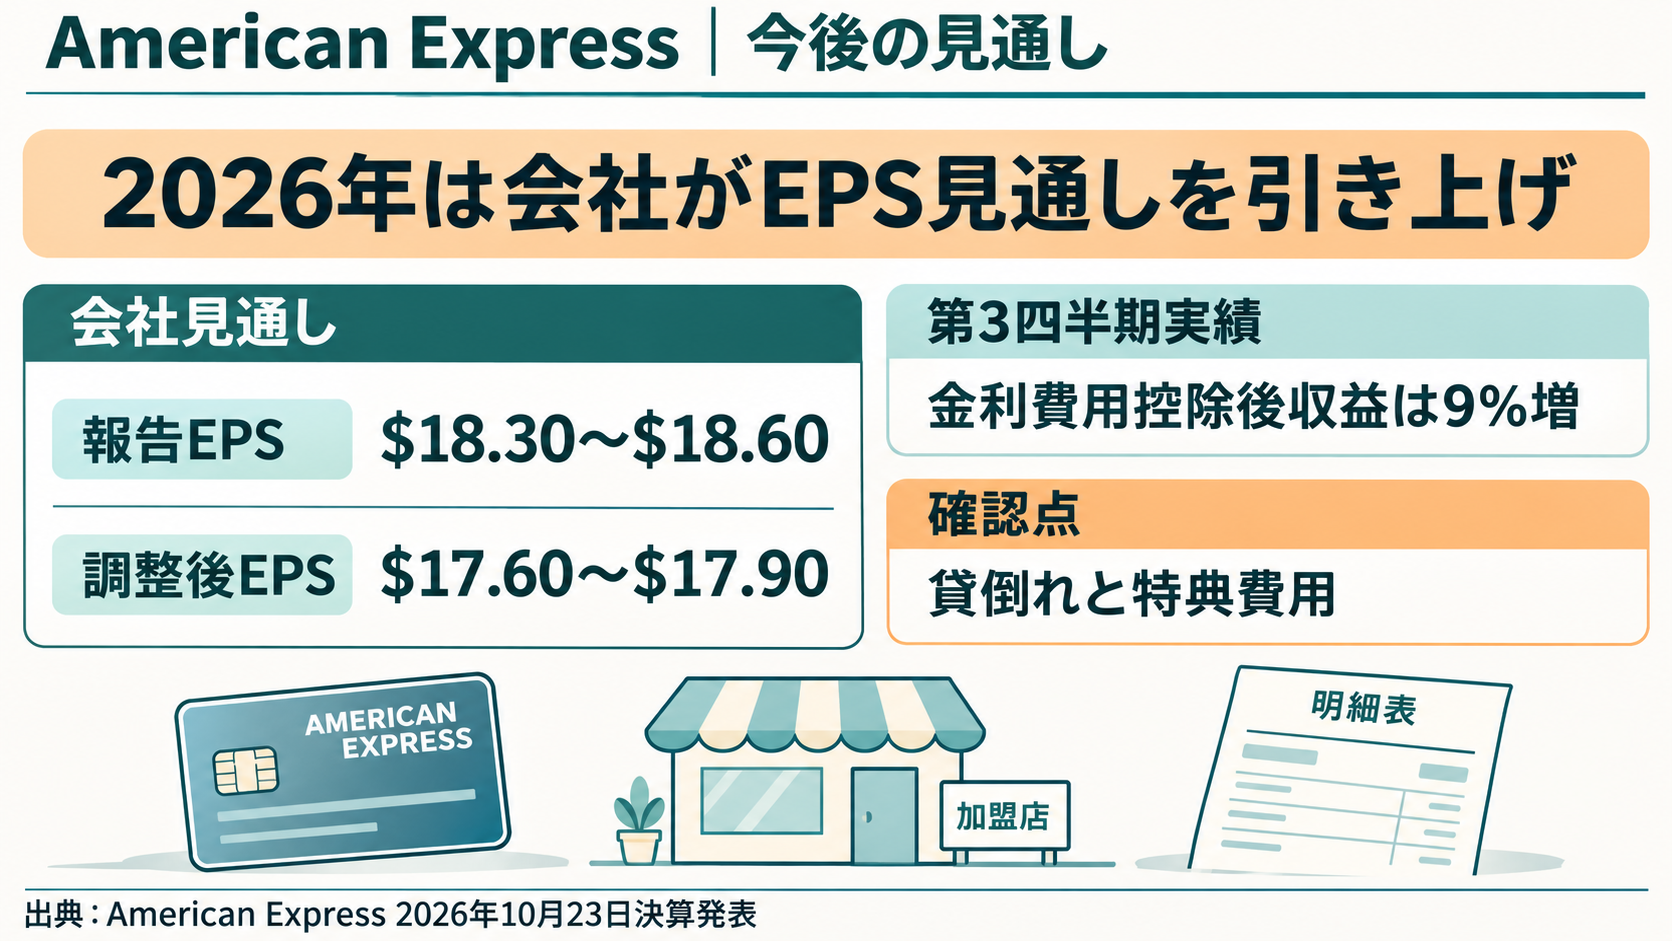 American Express｜今後の見通し
2026年は会社がEPS見通しを引き上げ
会社見通し
報告EPS $18.30～$18.60
調整後EPS $17.60～$17.90
第3四半期実績
金利費用控除後収益は9%増
確認点
貸倒れと特典費用
AMERICAN
EXPRESS
加盟店
明細表
出典：American Express 2026年10月23日決算発表